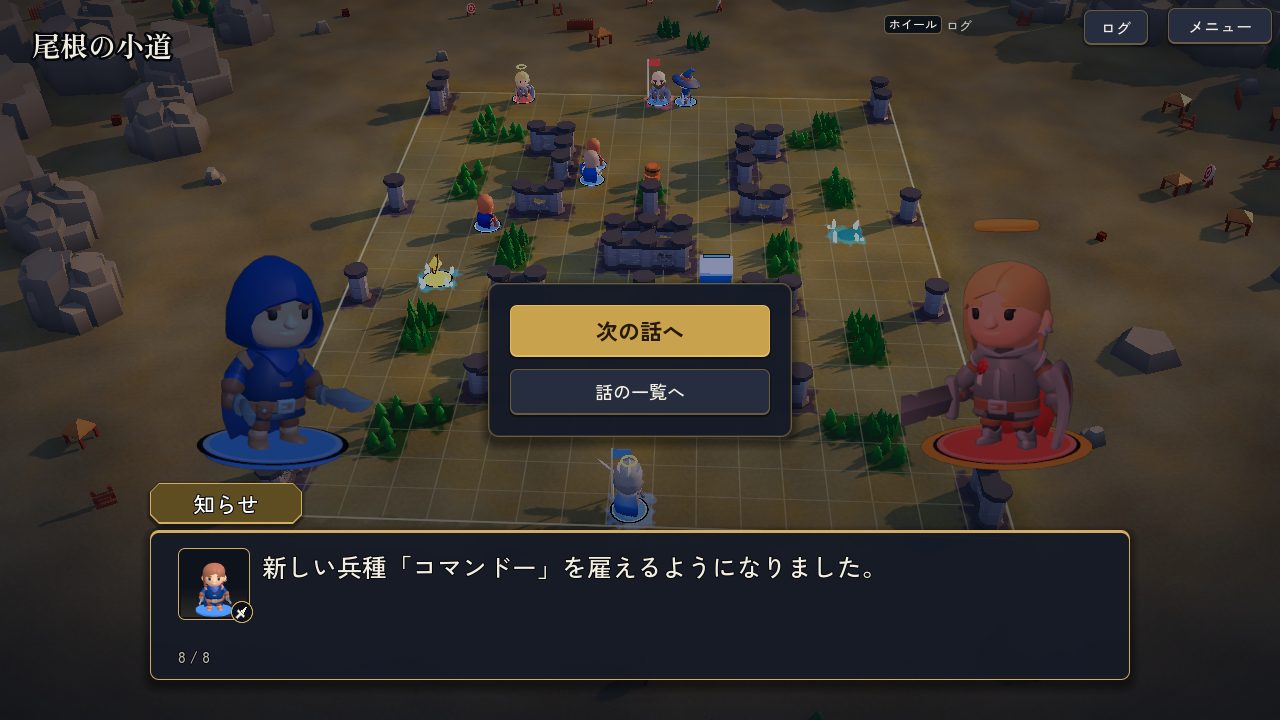 尾根の小道
ホイール ログ
ログ
メニュー
次の話へ
話の一覧へ
知らせ
新しい兵種「コマンドー」を雇えるようになりました。
8 / 8